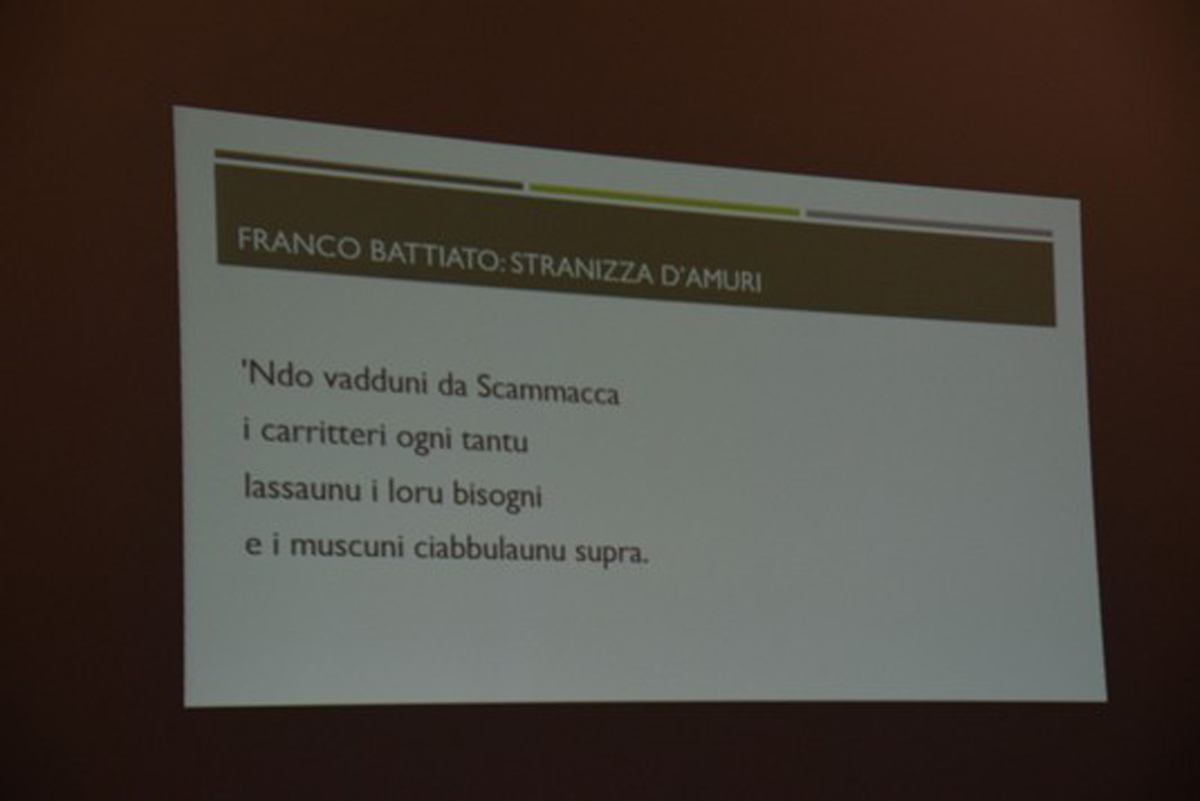 FRANCO BATTIATO: STRANIZZA D'AMURI
'Ndo vadduni da Scammacca
i carritteri ogni tantu
lassaunu i loru bisogni
e i muscuni ciabbulaunu supra.